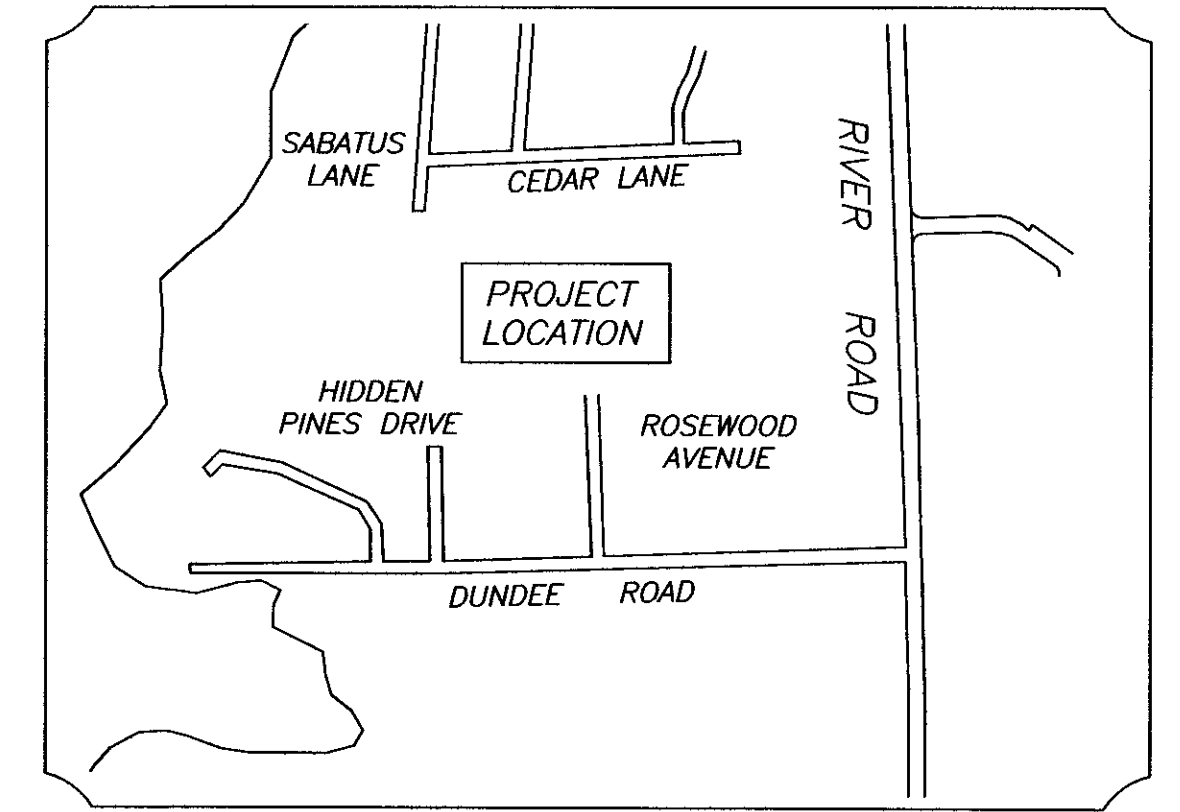 SABATUS
LANE
CEDAR LANE
RIVER ROAD
PROJECT
LOCATION
HIDDEN
PINES DRIVE
ROSEWOOD
AVENUE
DUNDEE ROAD